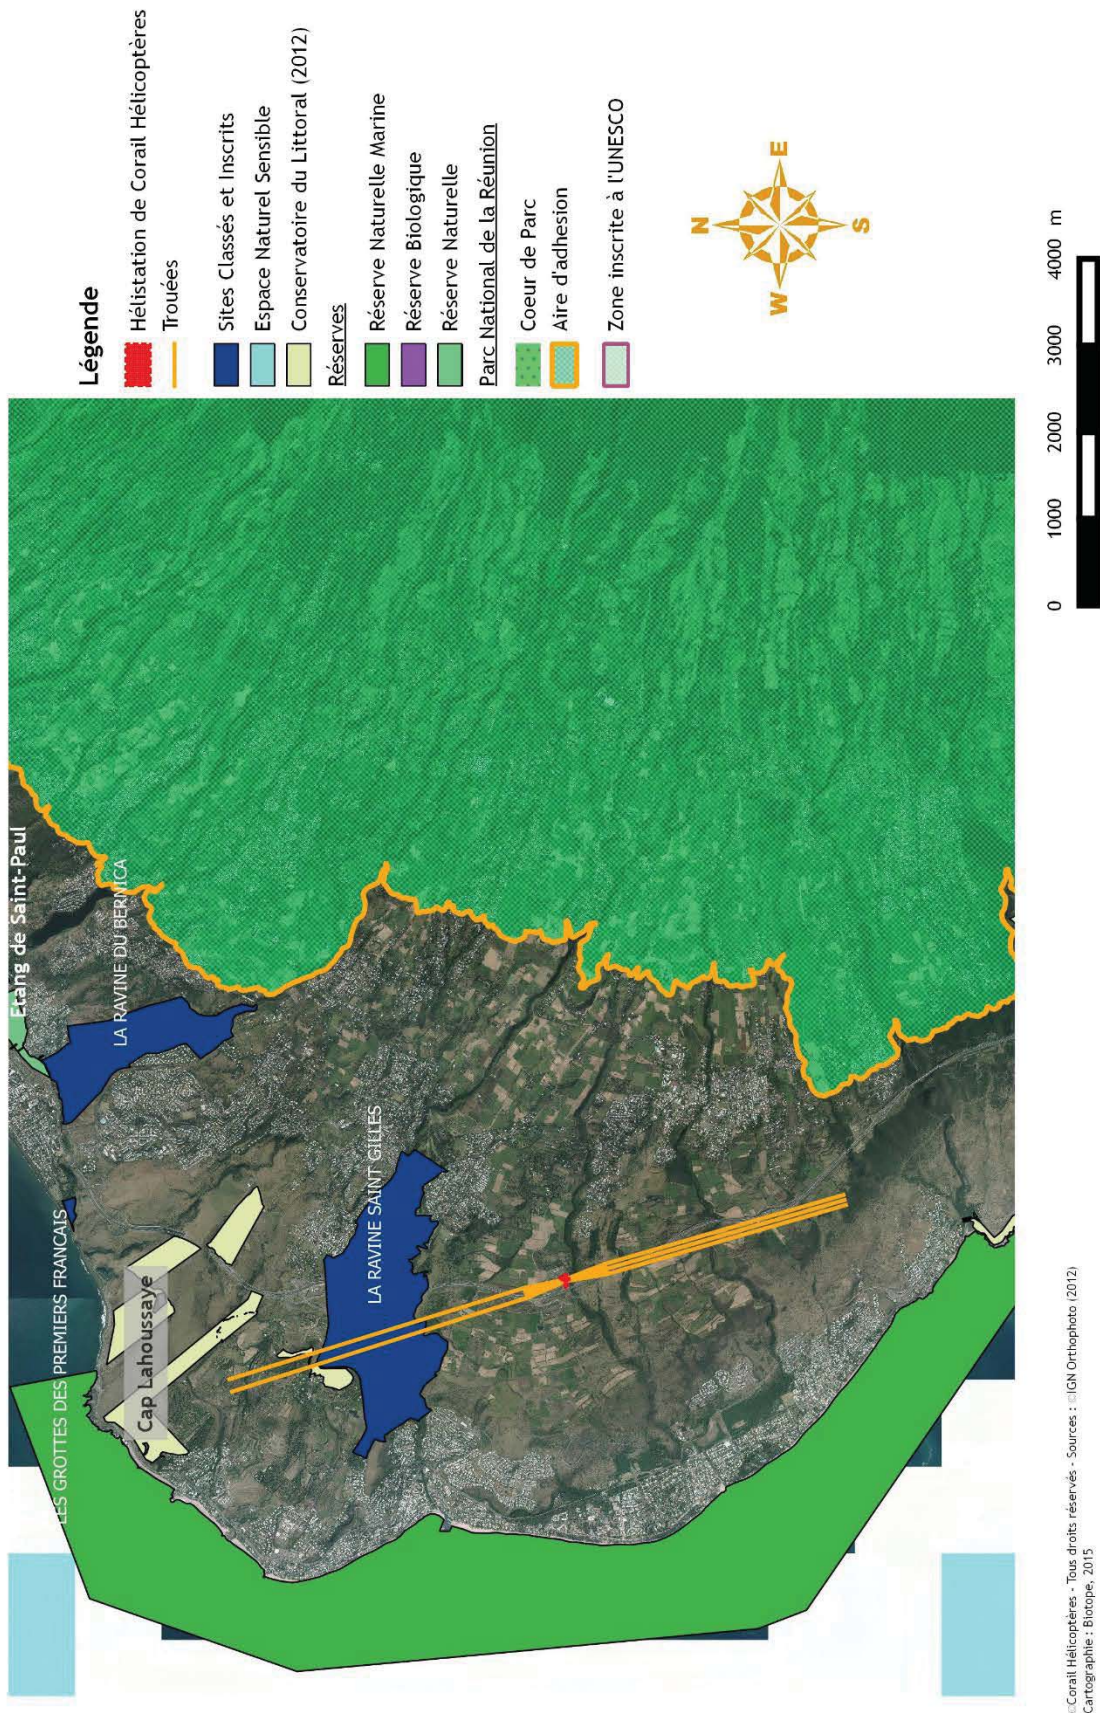 Légende
Hélistation de Corail Hélicoptères
Trouées
Sites Classés et Inscrits
Espace Naturel Sensible
Conservatoire du Littoral (2012)
Réserves
Réserve Naturelle Marine
Réserve Biologique
Réserve Naturelle
Parc National de la Réunion
Coeur de Parc
Aire d'adhesion
Zone inscrite à l'UNESCO
N
W
E
S
0 1000 2000 3000 4000 m
Etang de Saint-Paul
LA RAVINE DU BERNICA
LES GROTTES DES PREMIERS FRANCAIS
Cap Lahoussaye
LA RAVINE SAINT GILLES
©Corail Hélicoptères - Tous droits réservés - Sources : ©IGN Orthophoto (2012)
Cartographie : Biotope, 2015